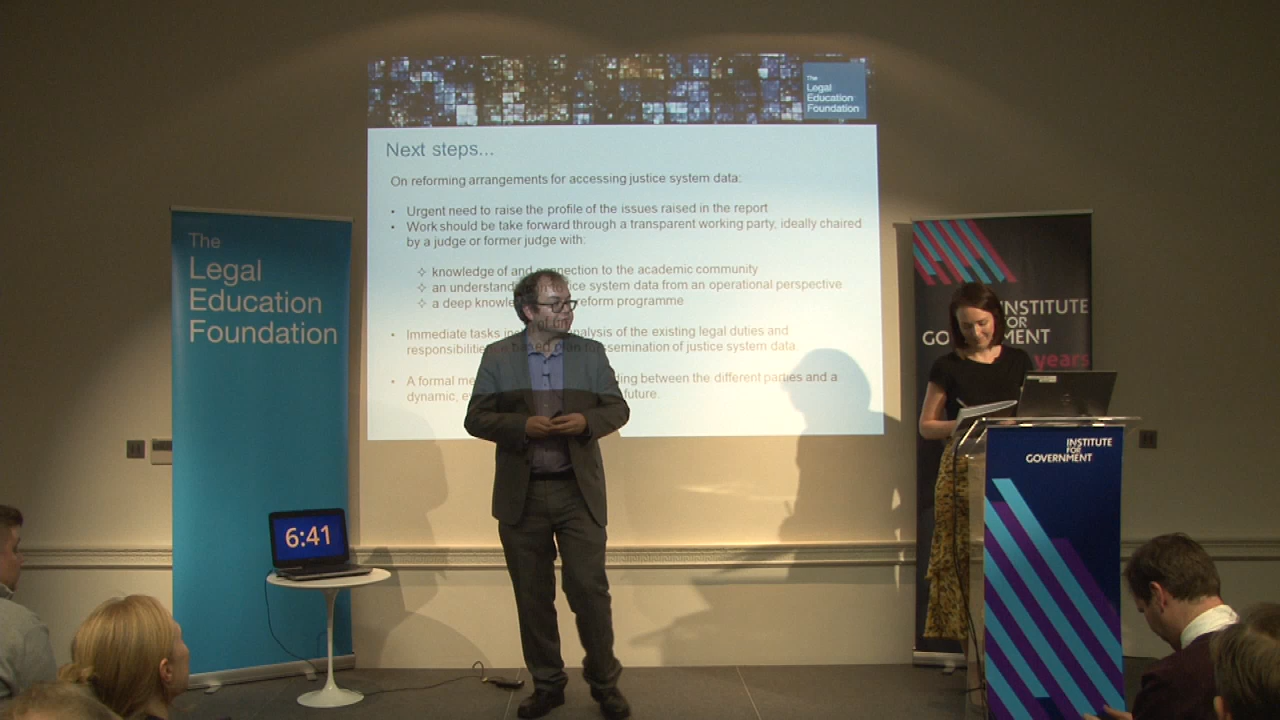 The
Legal
Education
Foundation
Next steps...
On reforming arrangements for accessing justice system data:
• Urgent need to raise the profile of the issues raised in the report
• Work should be take forward through a transparent working party, ideally chaired
by a judge or former judge with:
✧ knowledge of and connection to the academic community
✧ an understanding justice system data from an operational perspective
✧ a deep reform programme
• Immediate tasks analysis of the existing legal duties and
responsibilities plan for dissemination of justice system data
• A formal between the different parties and a
dynamic, future.
The
Legal
Education
Foundation
6:41
INSTITUTE
FOR
years
INSTITUTE
FOR
GOVERNMENT